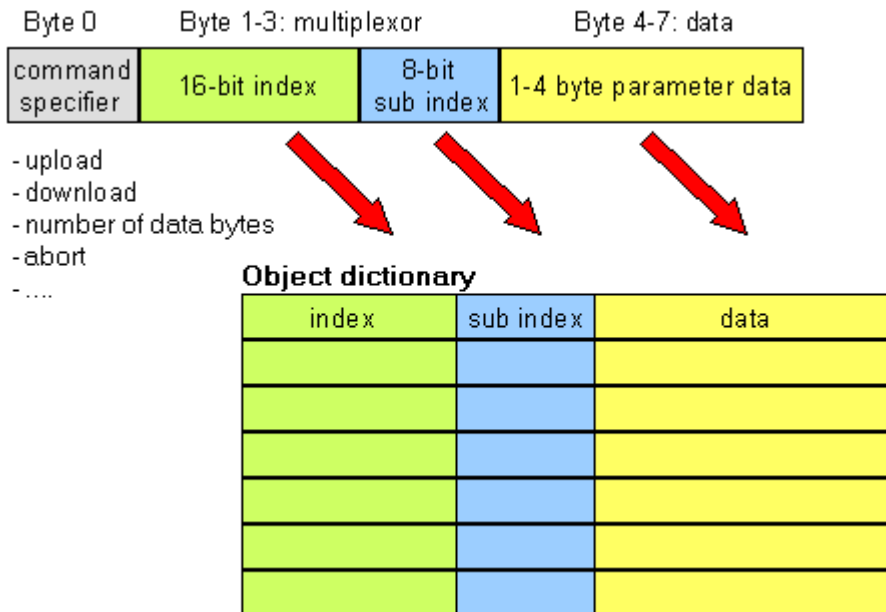 Byte 0 Byte 1-3: multiplexor Byte 4-7: data
command specifier
16-bit index
8-bit sub index
1-4 byte parameter data
- upload
- download
- number of data bytes
- abort
- ....
Object dictionary
index sub index data